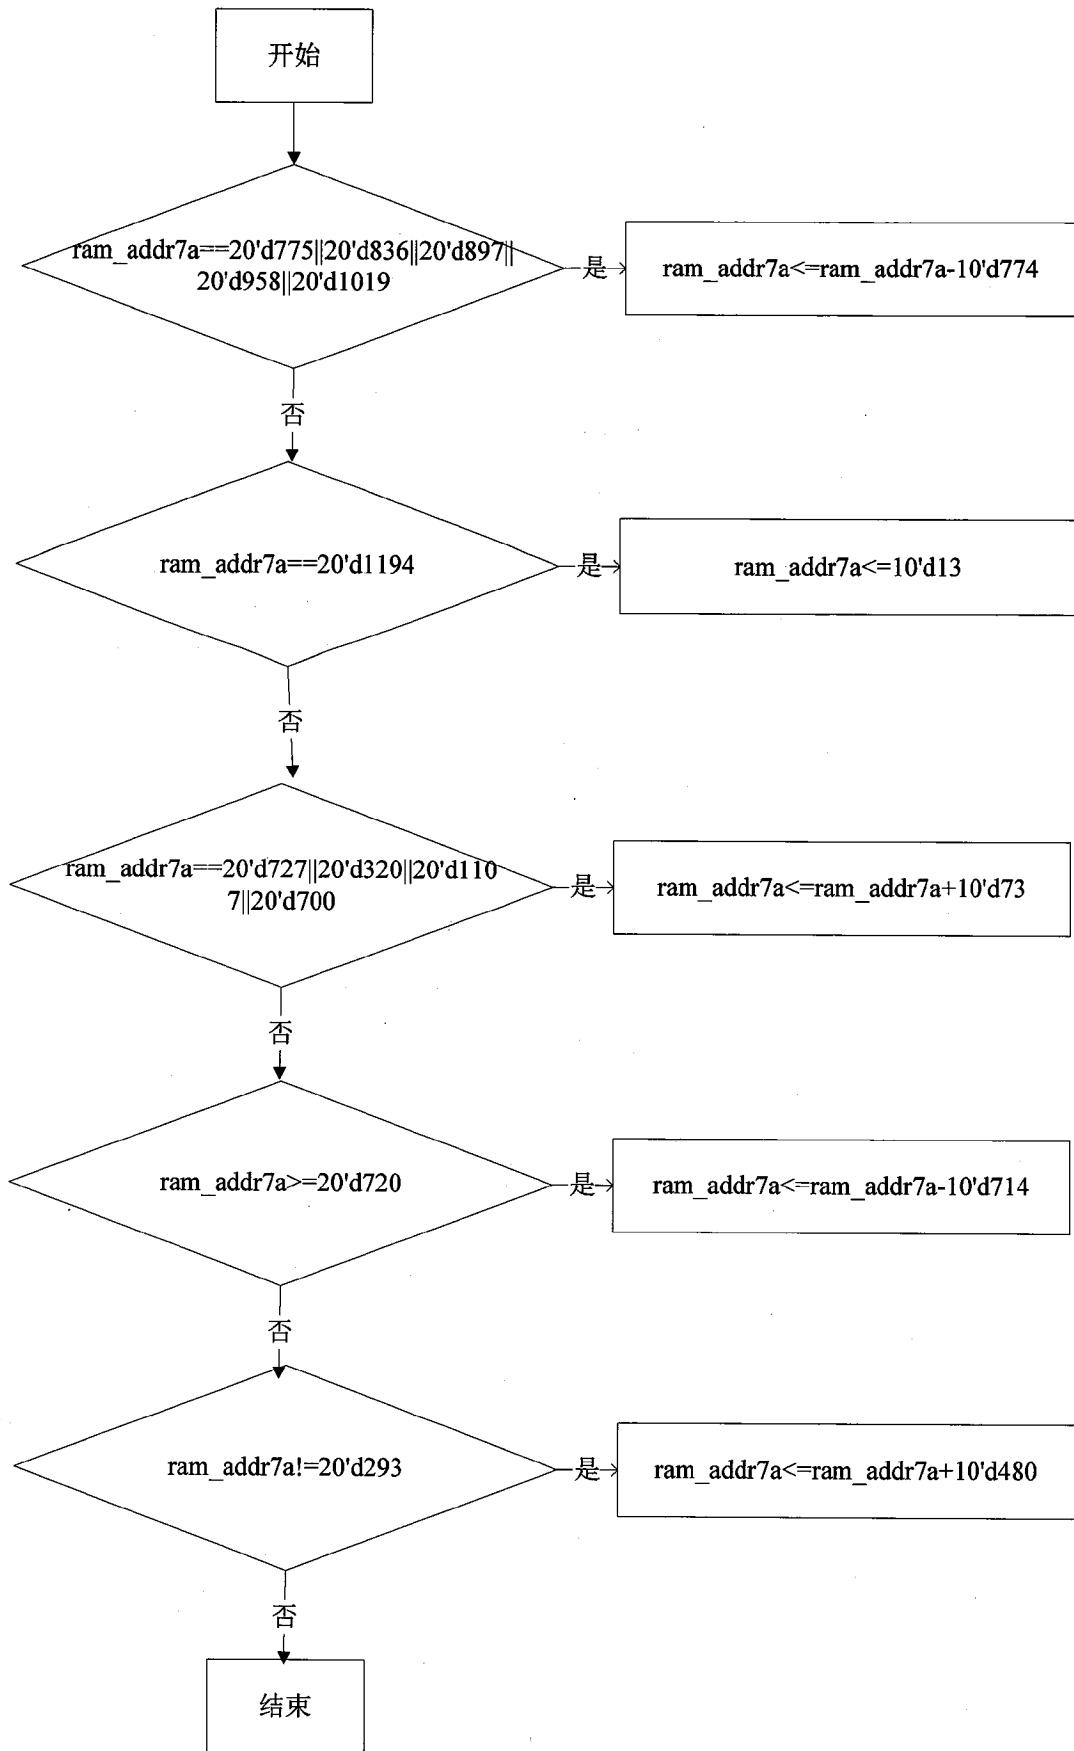 开始
ram_addr7a==20'd775||20'd836||20'd897||
20'd958||20'd1019
是
ram_addr7a<=ram_addr7a-10'd774
否
ram_addr7a==20'd1194
是
ram_addr7a<=10'd13
否
ram_addr7a==20'd727||20'd320||20'd110
7||20'd700
是
ram_addr7a<=ram_addr7a+10'd73
否
ram_addr7a>=20'd720
是
ram_addr7a<=ram_addr7a-10'd714
否
ram_addr7a!=20'd293
是
ram_addr7a<=ram_addr7a+10'd480
否
结束